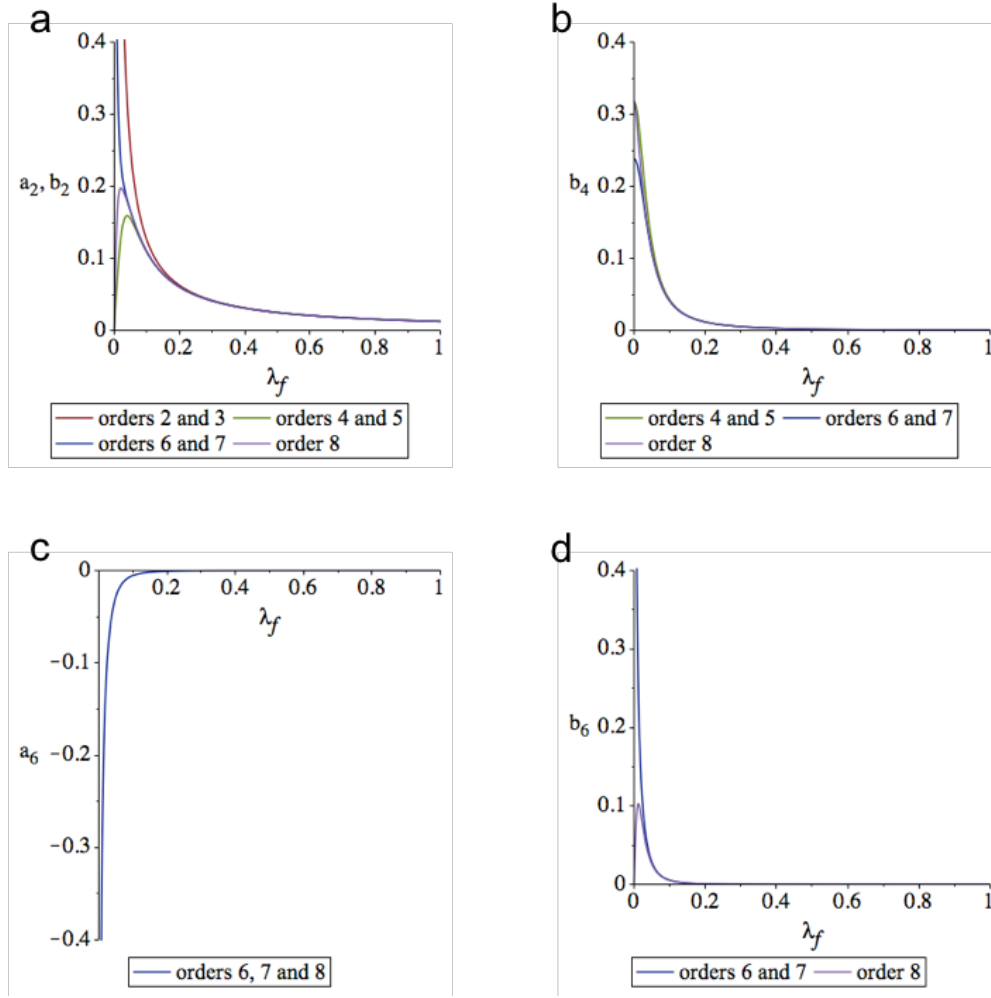 a
0.4
0.3
a₂, b₂ 0.2
0.1
0
0 0.2 0.4 0.6 0.8 1
λf
orders 2 and 3 orders 4 and 5
orders 6 and 7 order 8
b
0.4
0.3
b₄ 0.2
0.1
0
0 0.2 0.4 0.6 0.8 1
λf
orders 4 and 5 orders 6 and 7
order 8
c
0
0.2 0.4 0.6 0.8 1
λf
−0.1
a₆ −0.2
−0.3
−0.4
orders 6, 7 and 8
d
0.4
0.3
b₆ 0.2
0.1
0
0 0.2 0.4 0.6 0.8 1
λf
orders 6 and 7 order 8